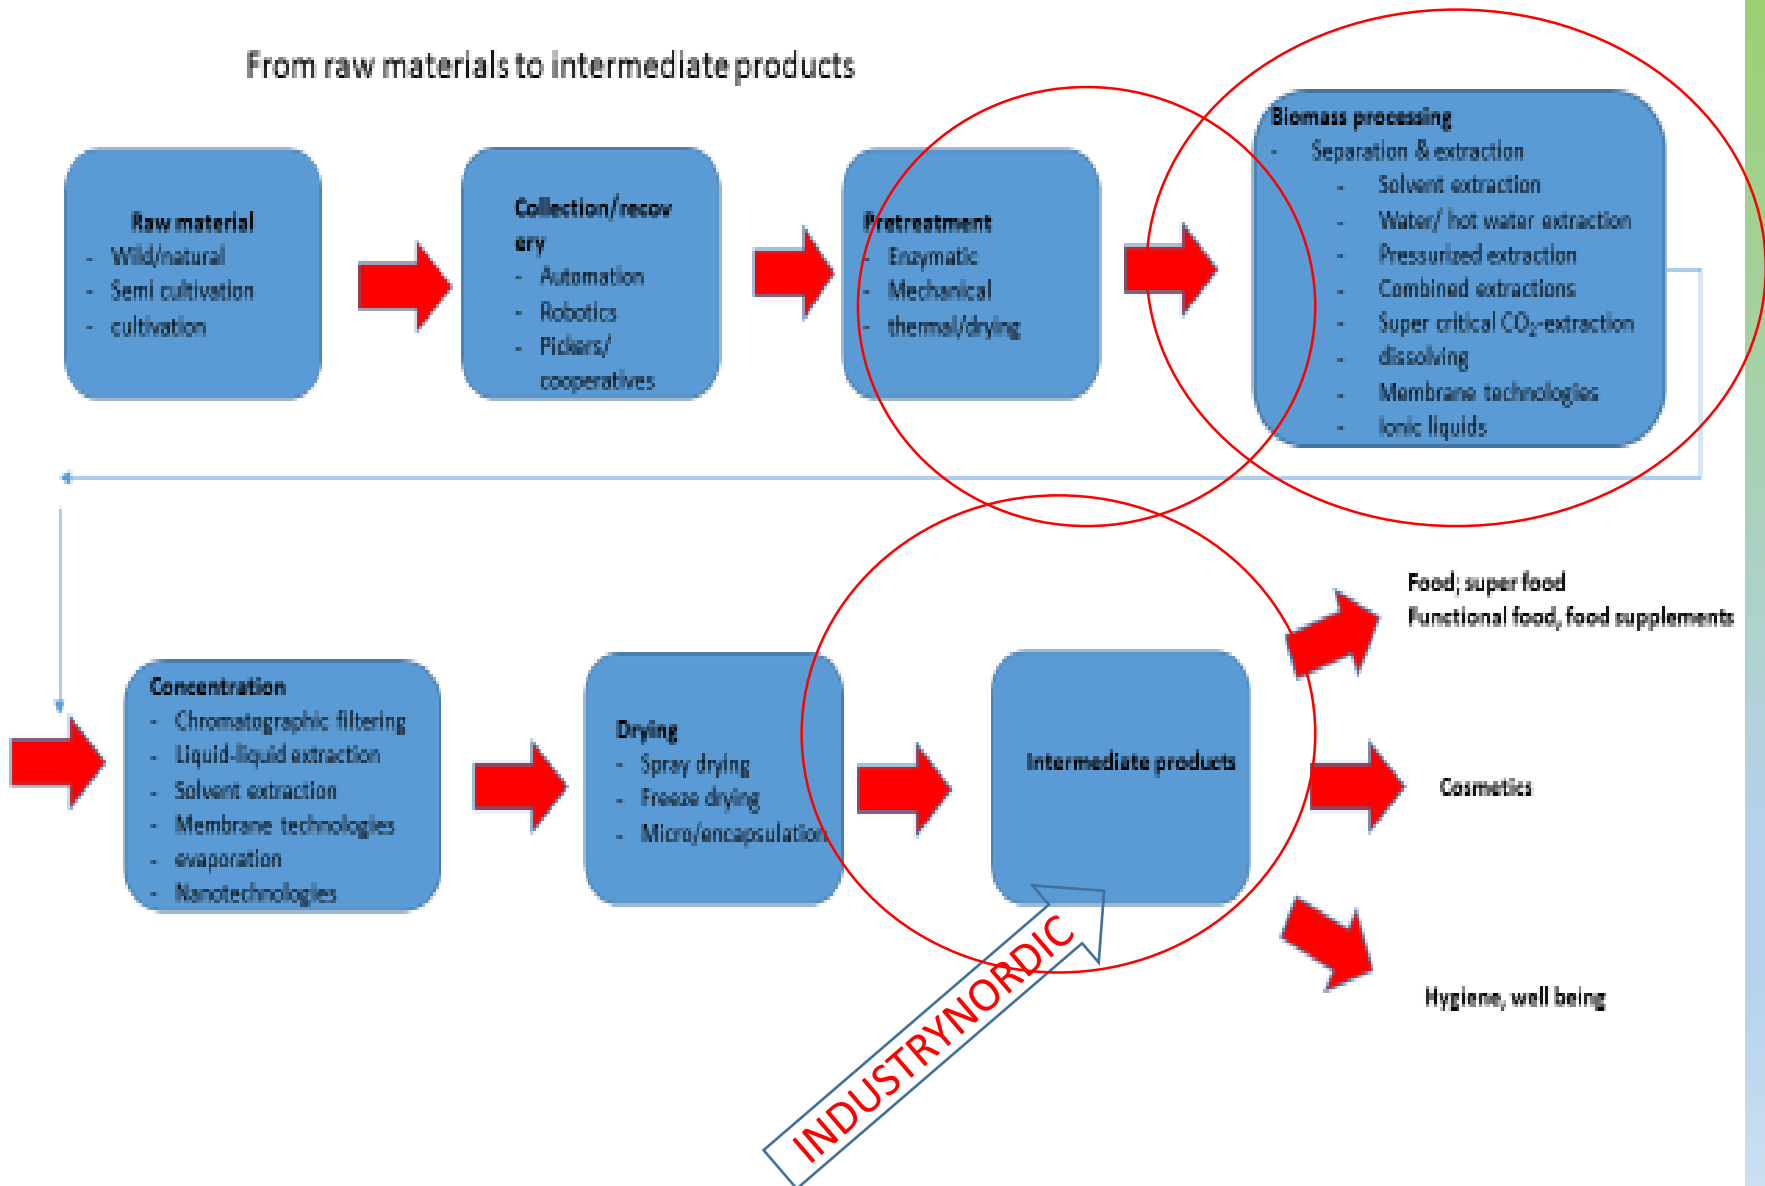 From raw materials to intermediate products
Raw material
- Wild/natural
- Semi cultivation
- cultivation
Collection/recov
ery
- Automation
- Robotics
- Pickers/
cooperatives
Pretreatment
- Enzymatic
- Mechanical
- thermal/drying
Biomass processing
- Separation & extraction
- Solvent extraction
- Water/ hot water extraction
- Pressurized extraction
- Combined extractions
- Super critical CO₂-extraction
- dissolving
- Membrane technologies
- Ionic liquids
Concentration
- Chromatographic filtering
- Liquid-liquid extraction
- Solvent extraction
- Membrane technologies
- evaporation
- Nanotechnologies
Drying
- Spray drying
- Freeze drying
- Micro/encapsulation
Intermediate products
Food; super food
Functional food, food supplements
Cosmetics
Hygiene, well being
INDUSTRYNORDIC